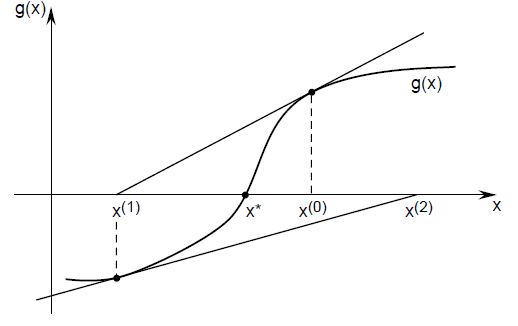 g(x)
g(x)
x(1) x* x(0) x(2) x